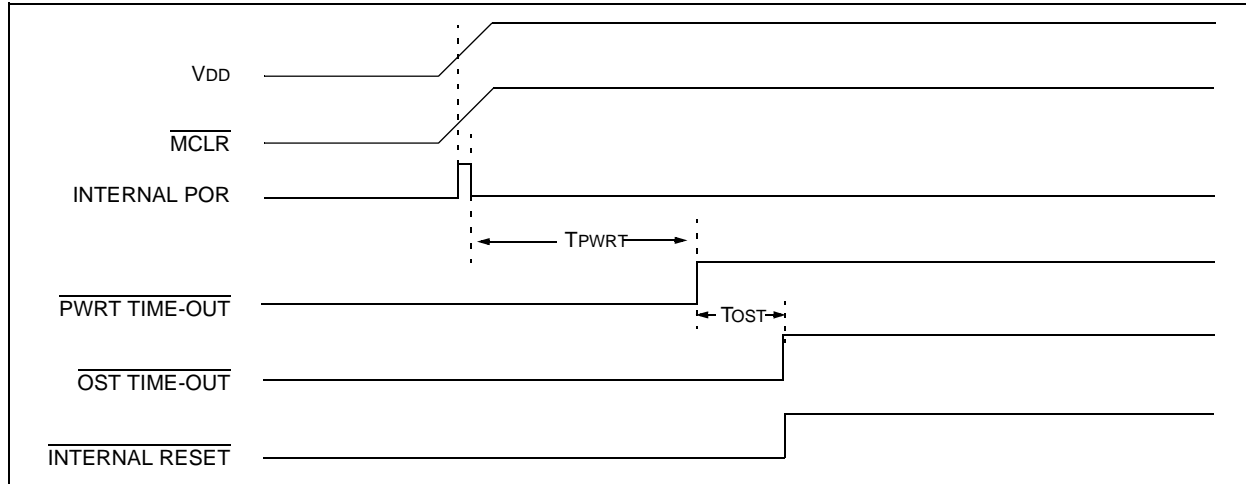 VDD
MCLR
INTERNAL POR
TPWRT
PWRT TIME-OUT
TOST
OST TIME-OUT
INTERNAL RESET